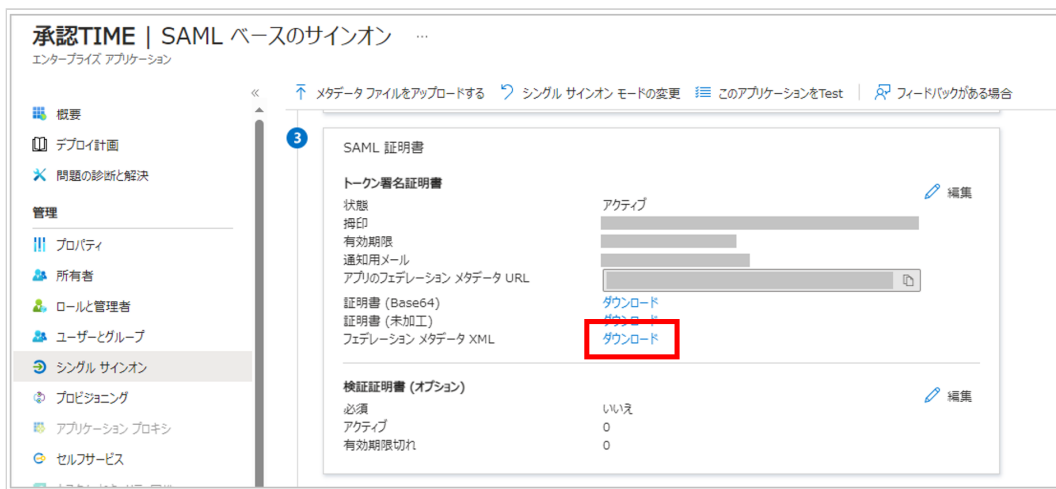 承認TIME | SAML ベースのサインオン …
エンタープライズ アプリケーション
«
メタデータ ファイルをアップロードする シングル サインオン モードの変更 このアプリケーションをTest フィードバックがある場合
概要
デプロイ計画
問題の診断と解決
管理
プロパティ
所有者
ロールと管理者
ユーザーとグループ
シングル サインオン
プロビジョニング
アプリケーション プロキシ
セルフサービス
3
SAML 証明書
トークン署名証明書
編集
状態 アクティブ
拇印
有効期限
通知用メール
アプリのフェデレーション メタデータ URL
証明書 (Base64) ダウンロード
証明書 (未加工) ダウンロード
フェデレーション メタデータ XML ダウンロード
検証証明書 (オプション)
編集
必須 いいえ
アクティブ 0
有効期限切れ 0